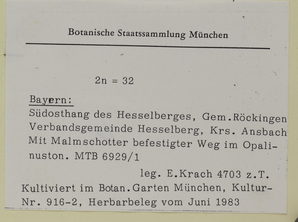 Botanische Staatssammlung München
2n = 32
Bayern:
Südosthang des Hesselberges, Gem.Röckingen
Verbandsgemeinde Hesselberg, Krs. Ansbach
Mit Malmschotter befestigter Weg im Opali-
nuston. MTB 6929/1
leg. E.Krach 4703 z.T.
Kultiviert im Botan.Garten München, Kultur-
Nr. 916-2, Herbarbeleg vom Juni 1983